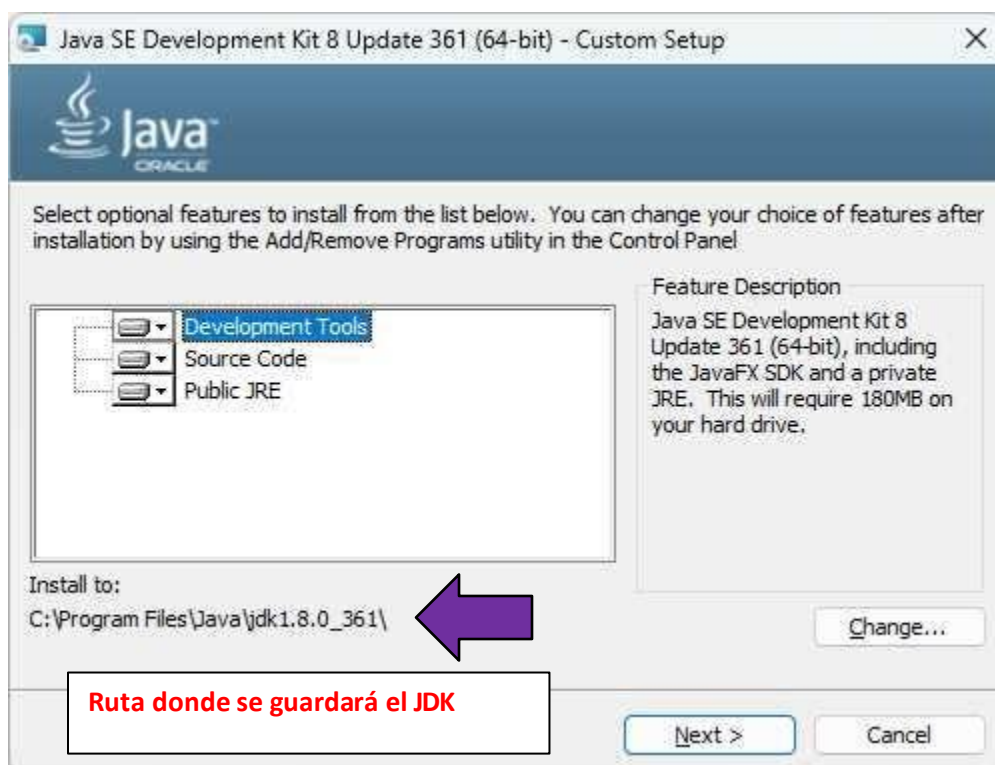 Java SE Development Kit 8 Update 361 (64-bit) - Custom Setup
Java™
ORACLE
Select optional features to install from the list below. You can change your choice of features after
installation by using the Add/Remove Programs utility in the Control Panel
Development Tools
Source Code
Public JRE
Feature Description
Java SE Development Kit 8
Update 361 (64-bit), including
the JavaFX SDK and a private
JRE. This will require 180MB on
your hard drive.
Install to:
C:\Program Files\Java\jdk1.8.0_361\
Change...
Ruta donde se guardará el JDK
Next >
Cancel